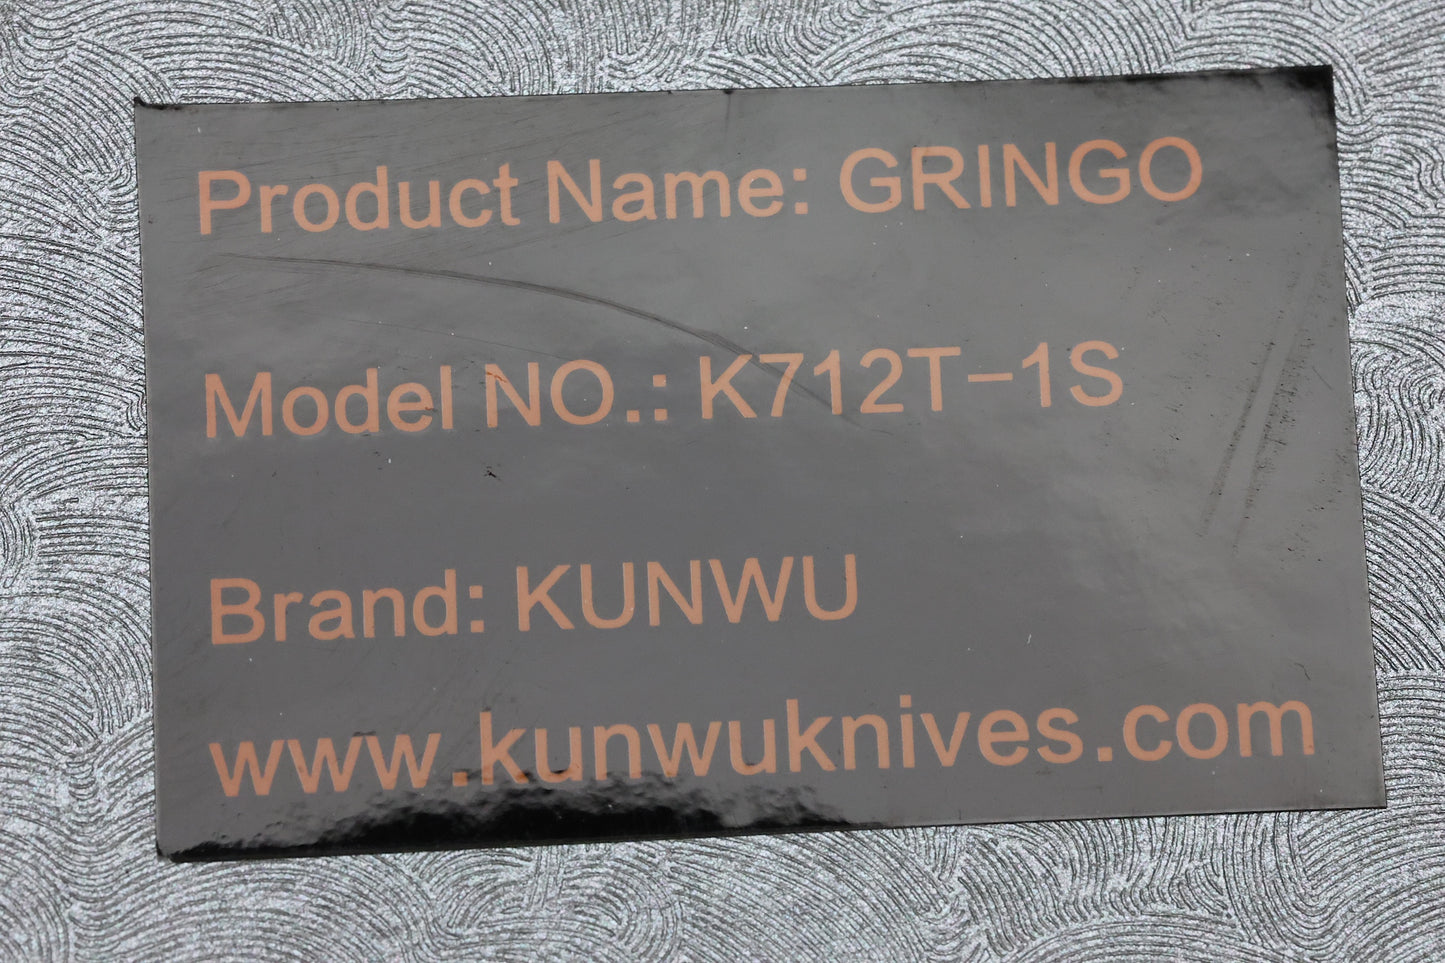 Product Name: GRINGO
Model NO.: K712T-1S
Brand: KUNWU
www.kunwuknives.com